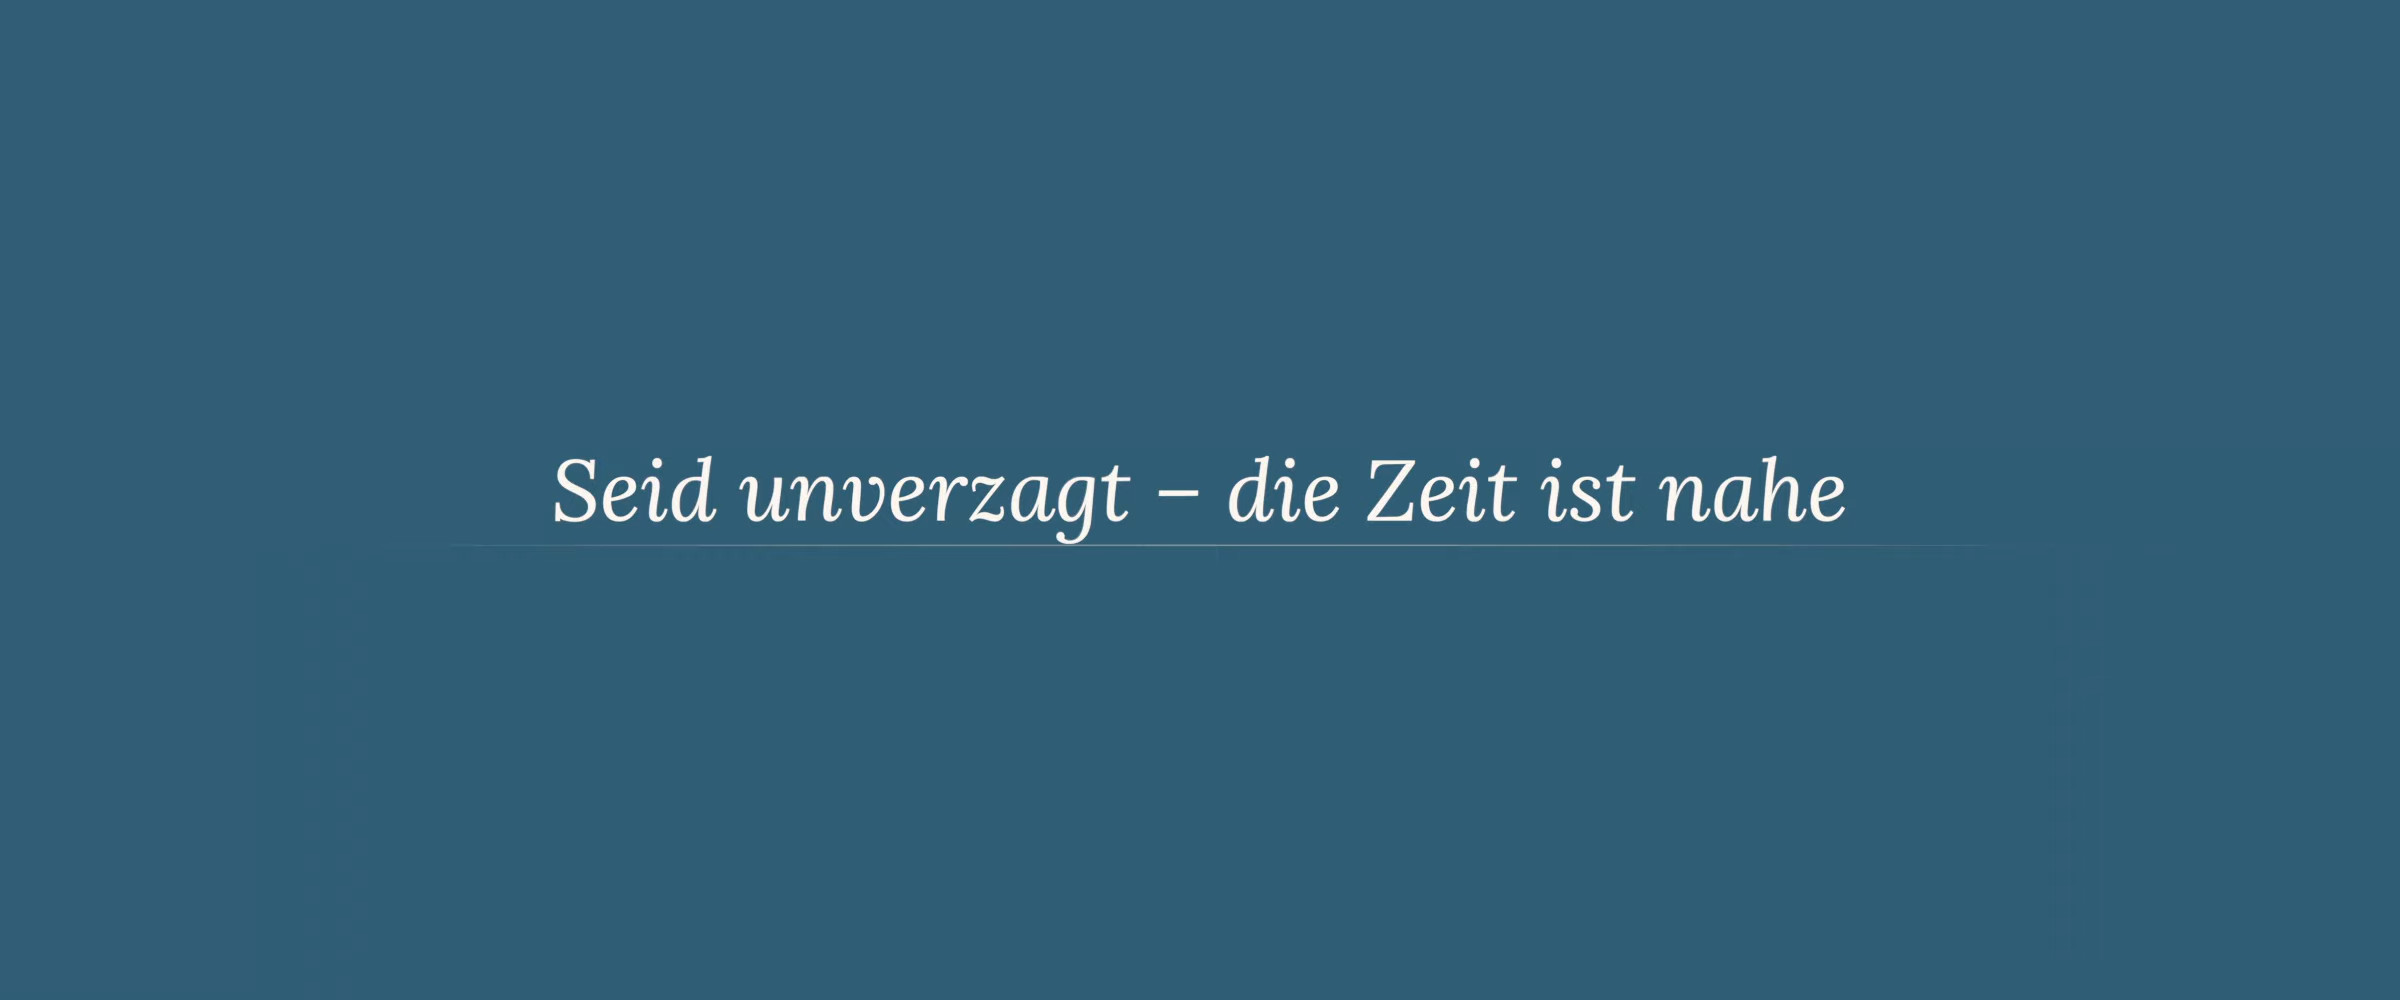 Seid unverzagt – die Zeit ist nahe